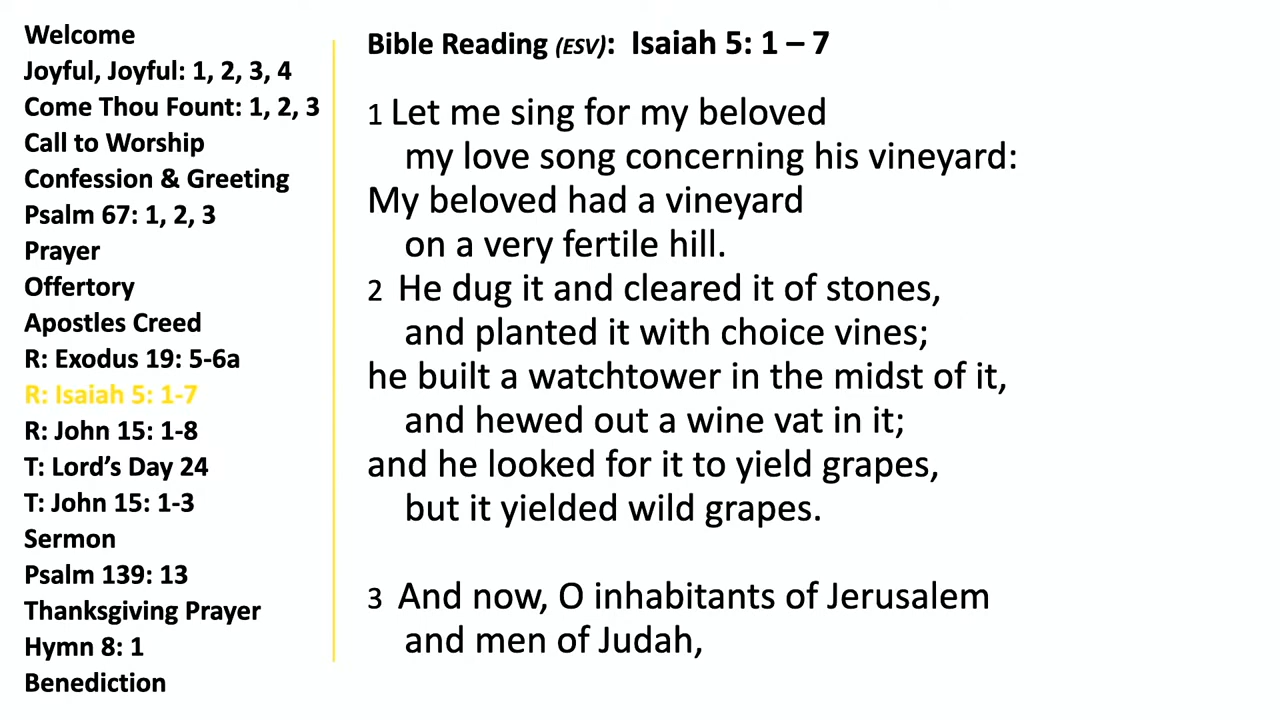 Welcome
Joyful, Joyful: 1, 2, 3, 4
Come Thou Fount: 1, 2, 3
Call to Worship
Confession & Greeting
Psalm 67: 1, 2, 3
Prayer
Offertory
Apostles Creed
R: Exodus 19: 5-6a
R: Isaiah 5: 1-7
R: John 15: 1-8
T: Lord’s Day 24
T: John 15: 1-3
Sermon
Psalm 139: 13
Thanksgiving Prayer
Hymn 8: 1
Benediction
Bible Reading (ESV): Isaiah 5: 1 – 7
1 Let me sing for my beloved
my love song concerning his vineyard:
My beloved had a vineyard
on a very fertile hill.
2 He dug it and cleared it of stones,
and planted it with choice vines;
he built a watchtower in the midst of it,
and hewed out a wine vat in it;
and he looked for it to yield grapes,
but it yielded wild grapes.
3 And now, O inhabitants of Jerusalem
and men of Judah,